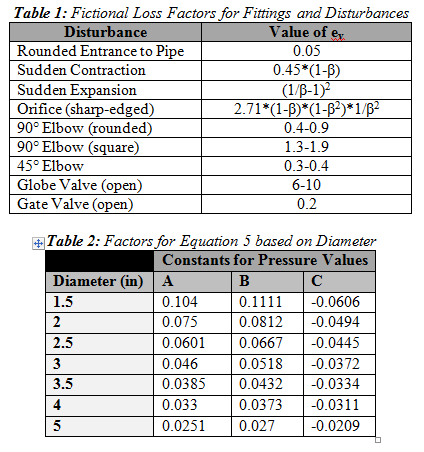 Table 1: Fictional Loss Factors for Fittings and Disturbances
Disturbance Value of ev
Rounded Entrance to Pipe 0.05
Sudden Contraction 0.45*(1-β)
Sudden Expansion (1/β-1)²
Orifice (sharp-edged) 2.71*(1-β)*(1-β²)*1/β²
90° Elbow (rounded) 0.4-0.9
90° Elbow (square) 1.3-1.9
45° Elbow 0.3-0.4
Globe Valve (open) 6-10
Gate Valve (open) 0.2
Table 2: Factors for Equation 5 based on Diameter
Constants for Pressure Values
Diameter (in) A B C
1.5 0.104 0.1111 -0.0606
2 0.075 0.0812 -0.0494
2.5 0.0601 0.0667 -0.0445
3 0.046 0.0518 -0.0372
3.5 0.0385 0.0432 -0.0334
4 0.033 0.0373 -0.0311
5 0.0251 0.027 -0.0209